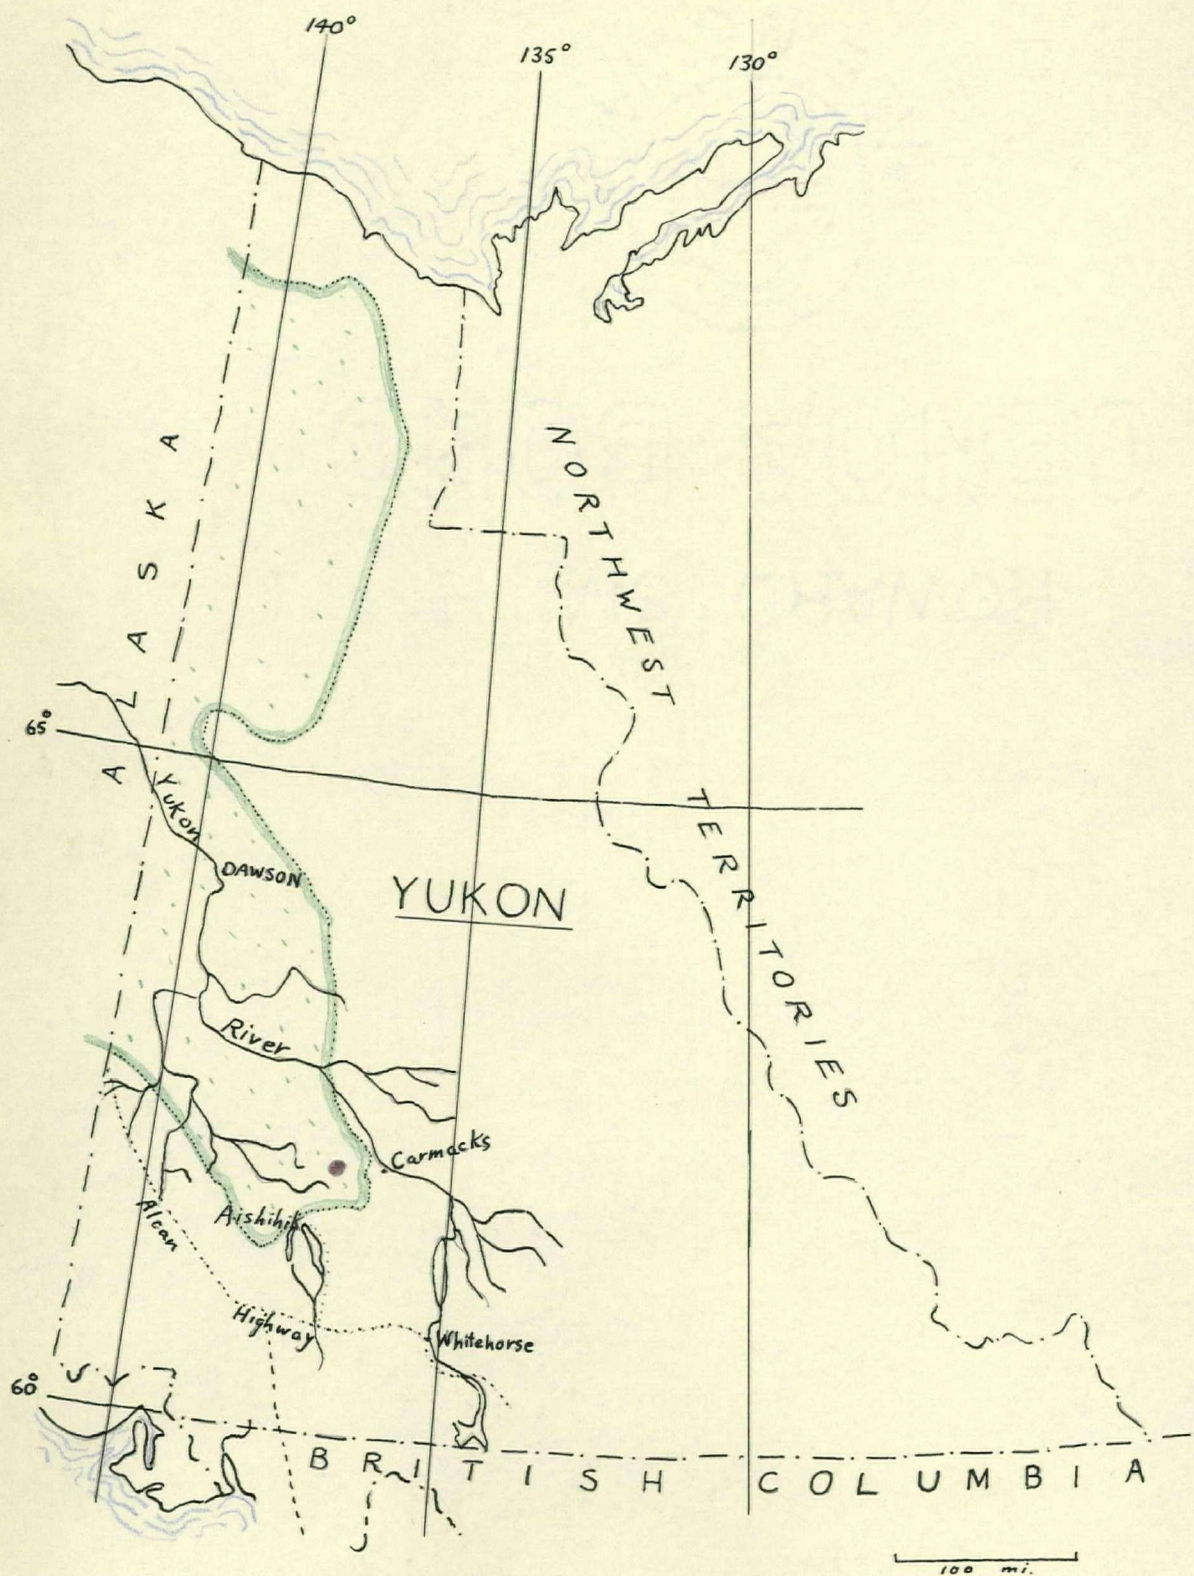 140°
135°
130°
ALASKA
NORTHWEST
TERRITORIES
65°
Yukon
DAWSON
YUKON
River
Carmacks
Aishihik
Alcan
Highway
Whitehorse
60°
BRITISH COLUMBIA
100 mi.